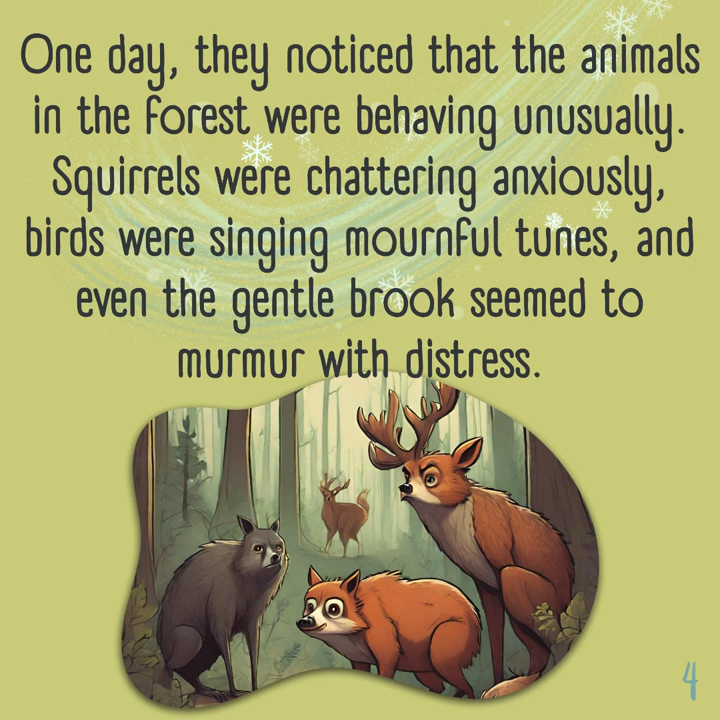 One day, they noticed that the animals
in the forest were behaving unusually.
Squirrels were chattering anxiously,
birds were singing mournful tunes, and
even the gentle brook seemed to
murmur with distress.
4